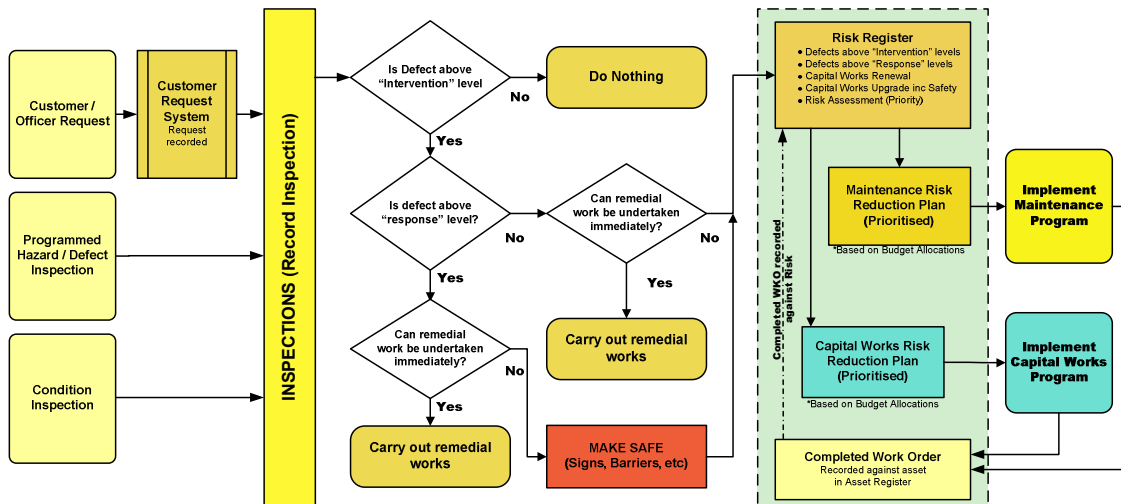 Customer /
Officer Request
Customer
Request
System
Request
recorded
Programmed
Hazard / Defect
Inspection
Condition
Inspection
INSPECTIONS (Record Inspection)
Is Defect above
“Intervention” level
No
Do Nothing
Yes
Is defect above
“response” level?
No
Can remedial
work be undertaken
immediately?
No
Yes
Carry out remedial
works
Yes
Can remedial
work be undertaken
immediately?
No
Yes
Carry out remedial
works
MAKE SAFE
(Signs, Barriers, etc)
Risk Register
● Defects above “Intervention” levels
● Defects above “Response” levels
● Capital Works Renewal
● Capital Works Upgrade inc Safety
● Risk Assessment (Priority)
Maintenance Risk
Reduction Plan
(Prioritised)
*Based on Budget Allocations
Implement
Maintenance
Program
Completed WKO recorded
against Risk
Capital Works Risk
Reduction Plan
(Prioritised)
*Based on Budget Allocations
Implement
Capital Works
Program
Completed Work Order
Recorded against asset
in Asset Register